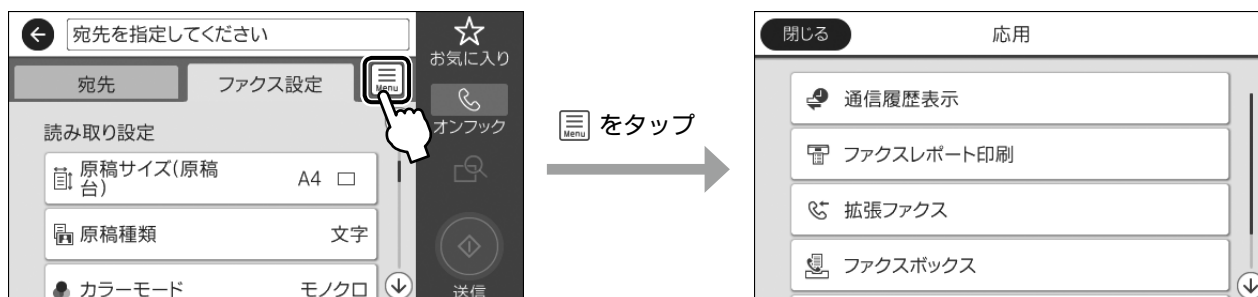 宛先を指定してください
お気に入り
宛先
ファクス設定
Menu
オンフック
読み取り設定
原稿サイズ(原稿
台)
A4
原稿種類
文字
カラーモード
モノクロ
送信
Menu をタップ
閉じる
応用
通信履歴表示
ファクスレポート印刷
拡張ファクス
ファクスボックス